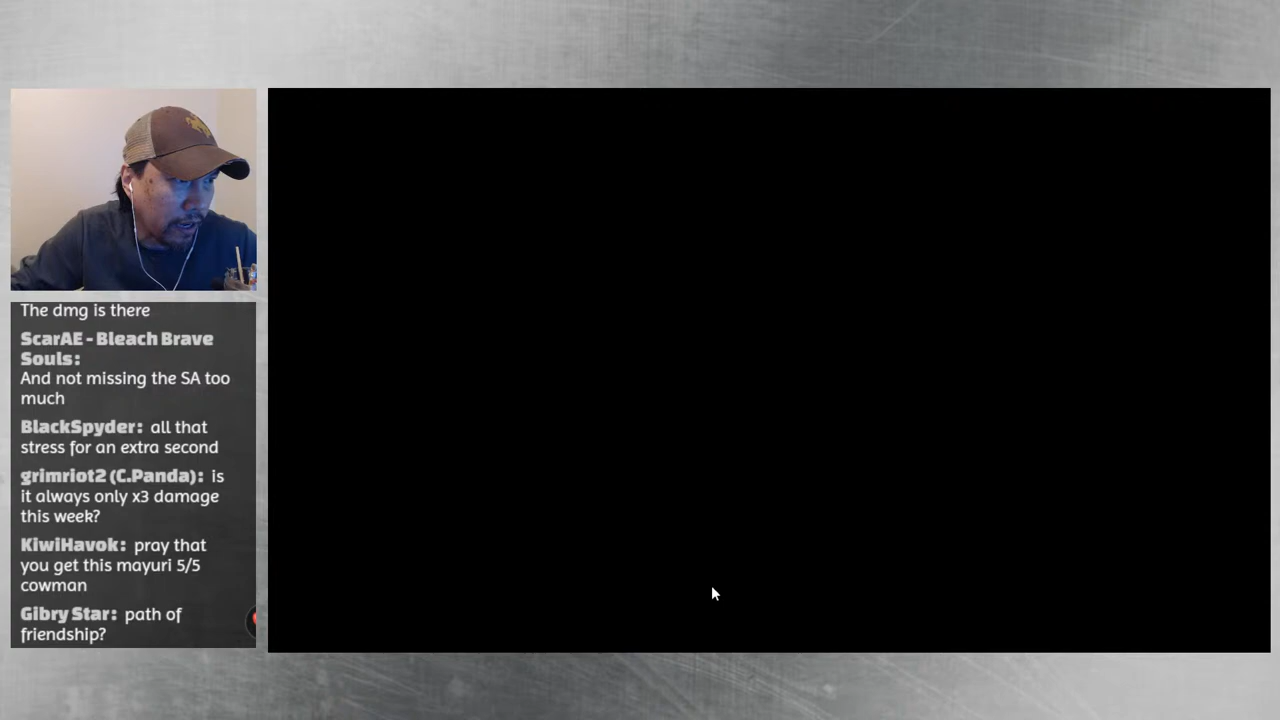 The dmg is there
ScarAE - Bleach Brave
Souls:
And not missing the SA too
much
BlackSpyder: all that
stress for an extra second
grimriot2 (C.Panda): is
it always only x3 damage
this week?
KiwiHavok: pray that
you get this mayuri 5/5
cowman
Gibry Star: path of
friendship?